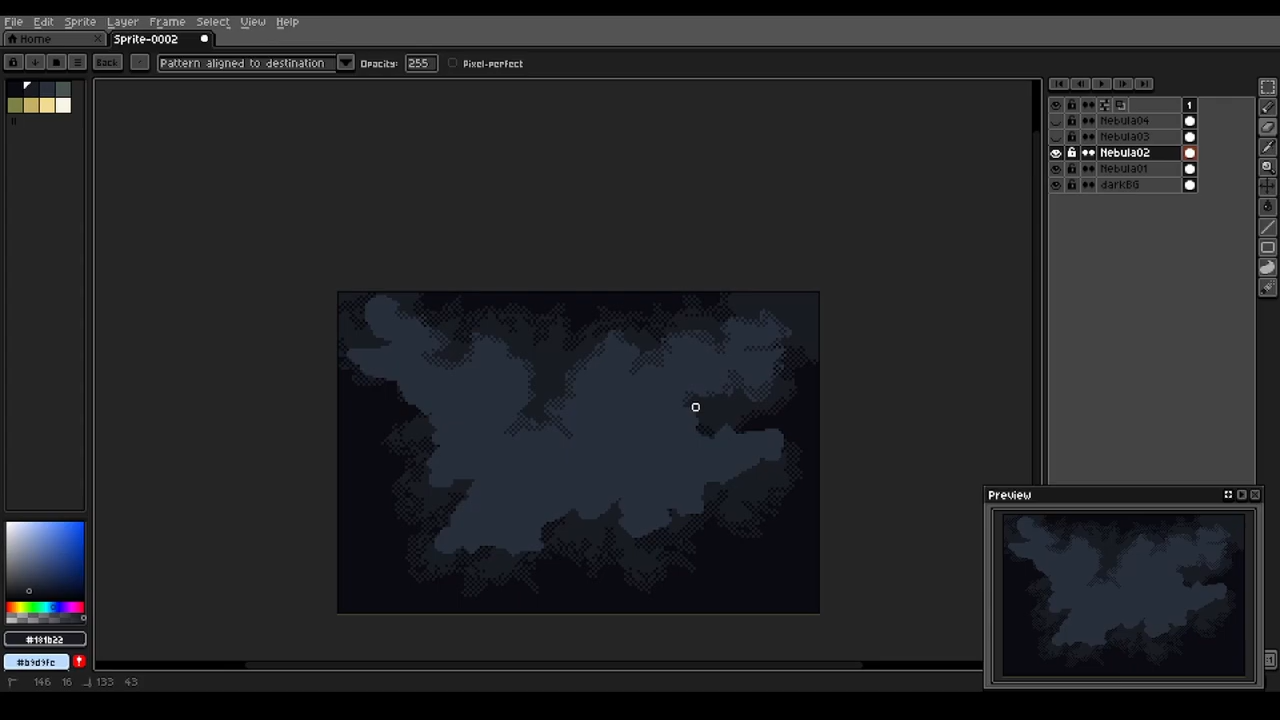 File Edit Sprite Layer Frame Select View Help
Home Sprite-0002
Back Pattern aligned to destination Opacity: 255 Pixel-perfect
1
Nebula04
Nebula03
Nebula02
Nebula01
darkBG
Preview
#181b22
#b9d9fc
146 16 133 43